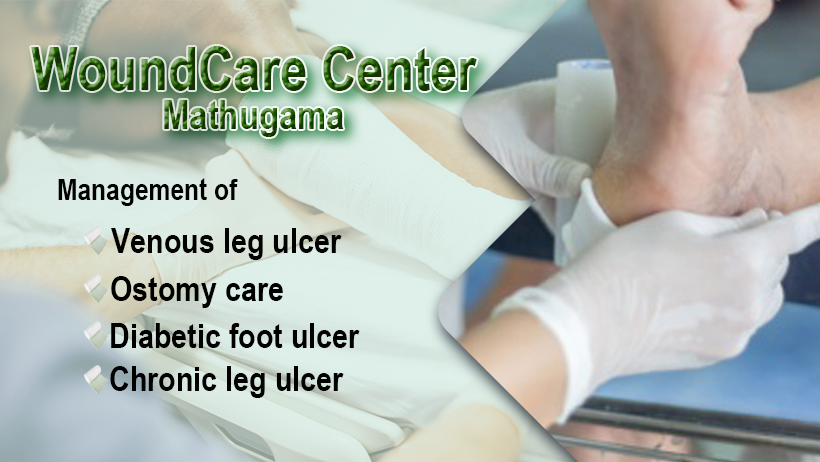 WoundCare Center
Mathugama
Management of
Venous leg ulcer
Ostomy care
Diabetic foot ulcer
Chronic leg ulcer